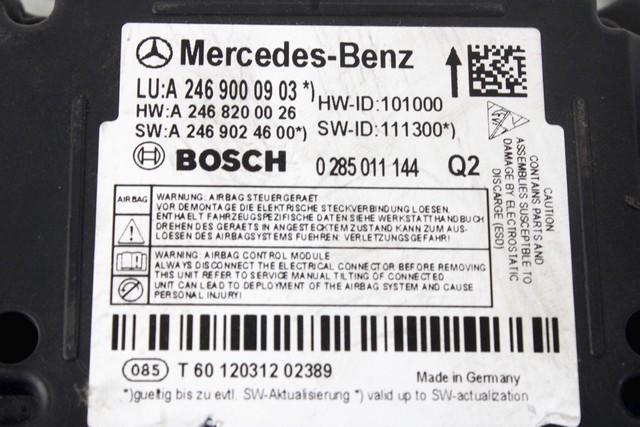 Mercedes-Benz
LU:A 246 900 09 03 *)
HW:A 246 820 00 26
SW:A 246 902 46 00*)
HW-ID:101000
SW-ID:111300*)
BOSCH 0 285 011 144 Q2
CAUTION
CONTAINS PARTS AND
ASSEMBLIES SUSCEPTIBLE TO
DAMAGE BY ELECTROSTATIC
DISCHARGE (ESD)
AIRBAG
WARNUNG: AIRBAG STEUERGERAET
VOR DEMONTAGE DIE ELEKTRISCHE STECKVERBINDUNG LOESEN.
ENTHAELT FAHRZEUGSPEZIFISCHE DATEN SIEHE WERKSTATTHANDBUCH
DREHEN DES GERAETS IN ANGESTECKTEM ZUSTAND KANN ZUM AUS-
LOESEN DES AIRBAGSYSTEMS FUEHREN: VERLETZUNGSGEFAHR!
WARNING: AIRBAG CONTROL MODULE
ALWAYS DISCONNECT THE ELECTRICAL CONNECTOR BEFORE REMOVING
THIS UNIT REFER TO SERVICE MANUAL TILTING OF CONNECTED
UNIT CAN LEAD TO DEPLOYMENT OF THE AIRBAG SYSTEM AND CAUSE
PERSONAL INJURY!
085 T 60 120312 02389
Made in Germany
*)gueltig bis zu evtl. SW-Aktualisierung *) valid up to SW-actualization